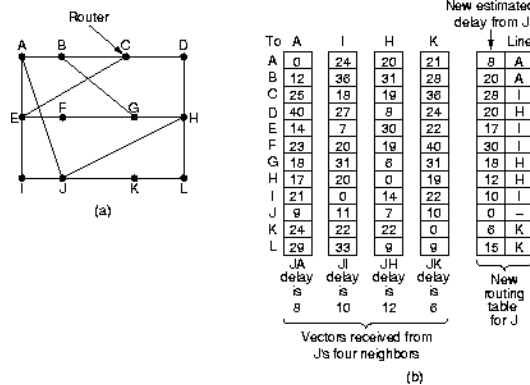 Router
A B C D
E F G H
I J K L
(a)
New estimated
delay from J
To A I H K Line
A 0 24 20 21 8 A
B 12 36 31 28 20 A
C 25 18 19 36 28 I
D 40 27 8 24 20 H
E 14 7 30 22 17 I
F 23 20 19 40 30 I
G 18 31 6 31 18 H
H 17 20 0 19 12 H
I 21 0 14 22 10 I
J 9 11 7 10 0 –
K 24 22 22 0 6 K
L 29 33 9 9 15 K
JA delay is 8
JI delay is 10
JH delay is 12
JK delay is 6
New routing table for J
Vectors received from
J's four neighbors
(b)